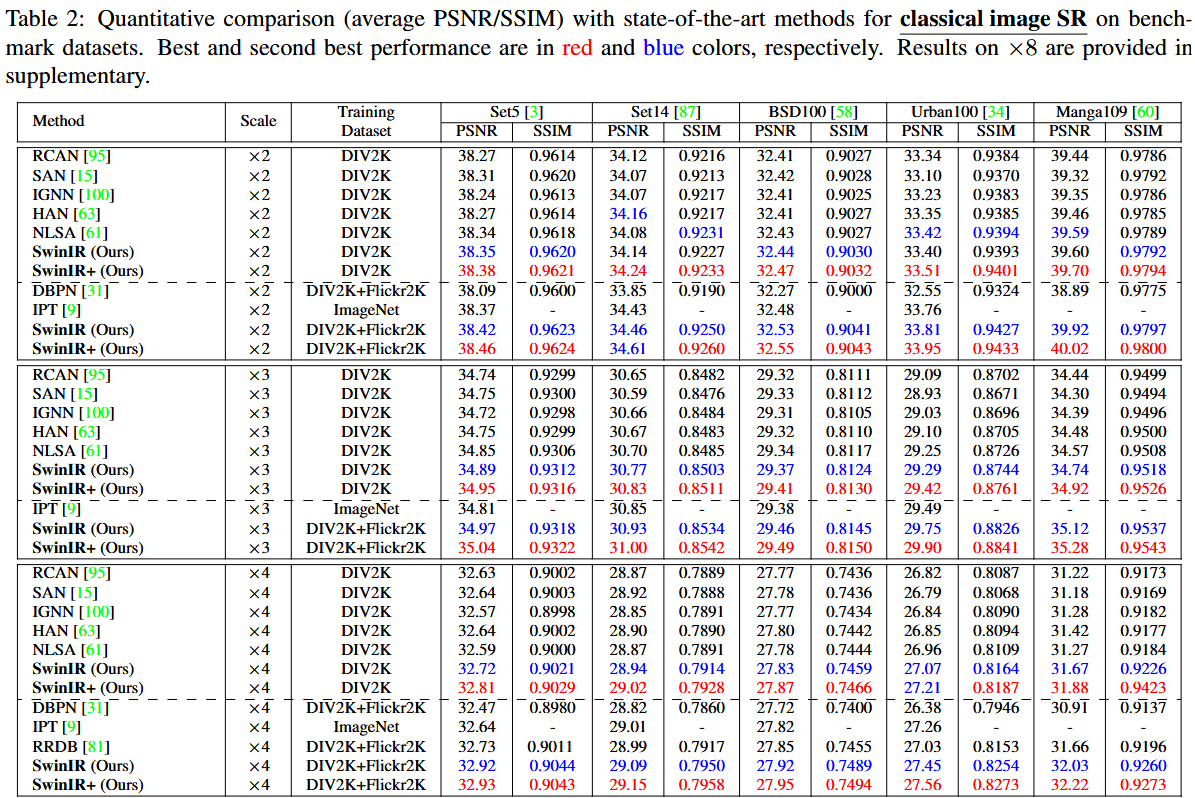 Table 2: Quantitative comparison (average PSNR/SSIM) with state-of-the-art methods for classical image SR on bench-
mark datasets. Best and second best performance are in red and blue colors, respectively. Results on ×8 are provided in
supplementary.
Method Scale Training Dataset Set5 [3] Set14 [87] BSD100 [58] Urban100 [34] Manga109 [60]
PSNR SSIM PSNR SSIM PSNR SSIM PSNR SSIM PSNR SSIM
RCAN [95] ×2 DIV2K 38.27 0.9614 34.12 0.9216 32.41 0.9027 33.34 0.9384 39.44 0.9786
SAN [15] ×2 DIV2K 38.31 0.9620 34.07 0.9213 32.42 0.9028 33.10 0.9370 39.32 0.9792
IGNN [100] ×2 DIV2K 38.24 0.9613 34.07 0.9217 32.41 0.9025 33.23 0.9383 39.35 0.9786
HAN [63] ×2 DIV2K 38.27 0.9614 34.16 0.9217 32.41 0.9027 33.35 0.9385 39.46 0.9785
NLSA [61] ×2 DIV2K 38.34 0.9618 34.08 0.9231 32.43 0.9027 33.42 0.9394 39.59 0.9789
SwinIR (Ours) ×2 DIV2K 38.35 0.9620 34.14 0.9227 32.44 0.9030 33.40 0.9393 39.60 0.9792
SwinIR+ (Ours) ×2 DIV2K 38.38 0.9621 34.24 0.9233 32.47 0.9032 33.51 0.9401 39.70 0.9794
DBPN [31] ×2 DIV2K+Flickr2K 38.09 0.9600 33.85 0.9190 32.27 0.9000 32.55 0.9324 38.89 0.9775
IPT [9] ×2 ImageNet 38.37 - 34.43 - 32.48 - 33.76 - - -
SwinIR (Ours) ×2 DIV2K+Flickr2K 38.42 0.9623 34.46 0.9250 32.53 0.9041 33.81 0.9427 39.92 0.9797
SwinIR+ (Ours) ×2 DIV2K+Flickr2K 38.46 0.9624 34.61 0.9260 32.55 0.9043 33.95 0.9433 40.02 0.9800
RCAN [95] ×3 DIV2K 34.74 0.9299 30.65 0.8482 29.32 0.8111 29.09 0.8702 34.44 0.9499
SAN [15] ×3 DIV2K 34.75 0.9300 30.59 0.8476 29.33 0.8112 28.93 0.8671 34.30 0.9494
IGNN [100] ×3 DIV2K 34.72 0.9298 30.66 0.8484 29.31 0.8105 29.03 0.8696 34.39 0.9496
HAN [63] ×3 DIV2K 34.75 0.9299 30.67 0.8483 29.32 0.8110 29.10 0.8705 34.48 0.9500
NLSA [61] ×3 DIV2K 34.85 0.9306 30.70 0.8485 29.34 0.8117 29.25 0.8726 34.57 0.9508
SwinIR (Ours) ×3 DIV2K 34.89 0.9312 30.77 0.8503 29.37 0.8124 29.29 0.8744 34.74 0.9518
SwinIR+ (Ours) ×3 DIV2K 34.95 0.9316 30.83 0.8511 29.41 0.8130 29.42 0.8761 34.92 0.9526
IPT [9] ×3 ImageNet 34.81 - 30.85 - 29.38 - 29.49 - - -
SwinIR (Ours) ×3 DIV2K+Flickr2K 34.97 0.9318 30.93 0.8534 29.46 0.8145 29.75 0.8826 35.12 0.9537
SwinIR+ (Ours) ×3 DIV2K+Flickr2K 35.04 0.9322 31.00 0.8542 29.49 0.8150 29.90 0.8841 35.28 0.9543
RCAN [95] ×4 DIV2K 32.63 0.9002 28.87 0.7889 27.77 0.7436 26.82 0.8087 31.22 0.9173
SAN [15] ×4 DIV2K 32.64 0.9003 28.92 0.7888 27.78 0.7436 26.79 0.8068 31.18 0.9169
IGNN [100] ×4 DIV2K 32.57 0.8998 28.85 0.7891 27.77 0.7434 26.84 0.8090 31.28 0.9182
HAN [63] ×4 DIV2K 32.64 0.9002 28.90 0.7890 27.80 0.7442 26.85 0.8094 31.42 0.9177
NLSA [61] ×4 DIV2K 32.59 0.9000 28.87 0.7891 27.78 0.7444 26.96 0.8109 31.27 0.9184
SwinIR (Ours) ×4 DIV2K 32.72 0.9021 28.94 0.7914 27.83 0.7459 27.07 0.8164 31.67 0.9226
SwinIR+ (Ours) ×4 DIV2K 32.81 0.9029 29.02 0.7928 27.87 0.7466 27.21 0.8187 31.88 0.9423
DBPN [31] ×4 DIV2K+Flickr2K 32.47 0.8980 28.82 0.7860 27.72 0.7400 26.38 0.7946 30.91 0.9137
IPT [9] ×4 ImageNet 32.64 - 29.01 - 27.82 - 27.26 - - -
RRDB [81] ×4 DIV2K+Flickr2K 32.73 0.9011 28.99 0.7917 27.85 0.7455 27.03 0.8153 31.66 0.9196
SwinIR (Ours) ×4 DIV2K+Flickr2K 32.92 0.9044 29.09 0.7950 27.92 0.7489 27.45 0.8254 32.03 0.9260
SwinIR+ (Ours) ×4 DIV2K+Flickr2K 32.93 0.9043 29.15 0.7958 27.95 0.7494 27.56 0.8273 32.22 0.9273